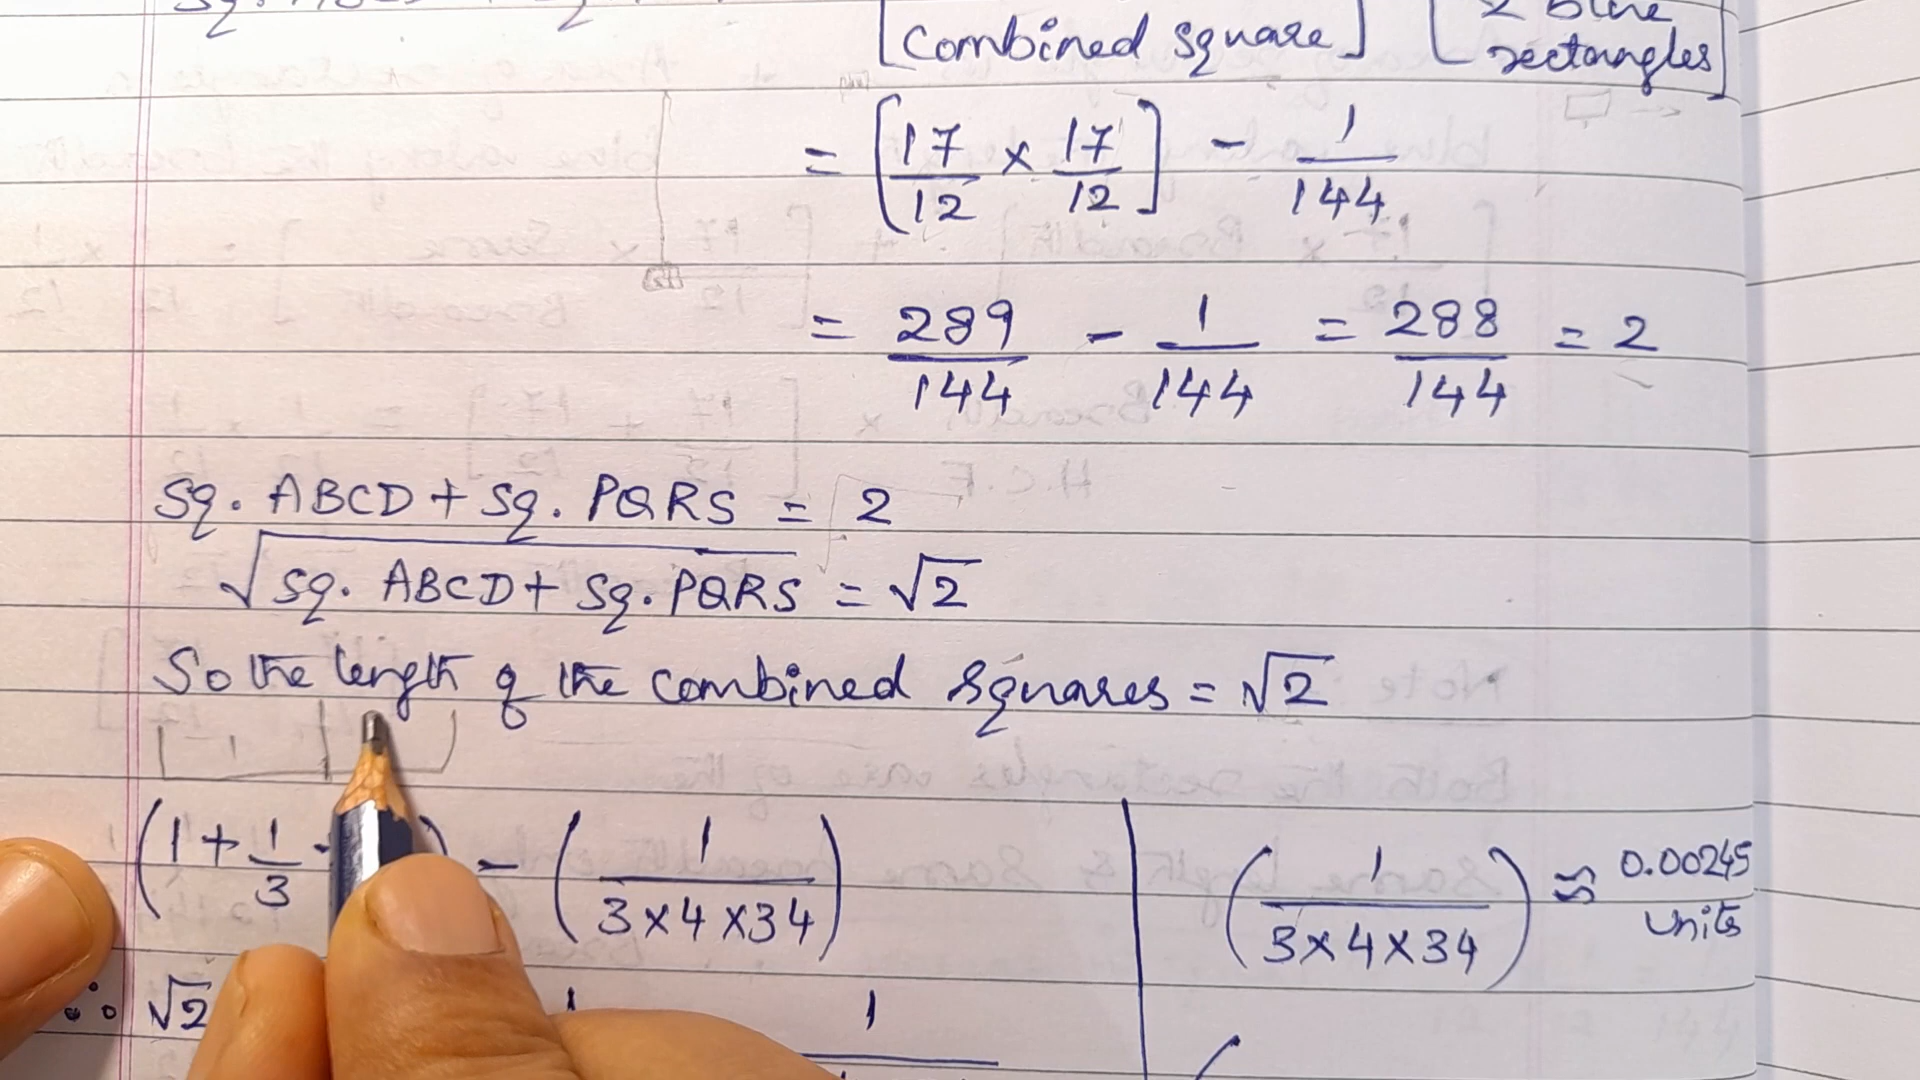 [combined square] [2 blue rectangles]
= [17/12 × 17/12] - 1/144
= 289/144 - 1/144 = 288/144 = 2
Sq. ABCD + Sq. PQRS = 2
√(Sq. ABCD + Sq. PQRS) = √2
So the length of the combined squares = √2
(1 + 1/3 ) - (1/(3×4×34))
(1/(3×4×34)) ≈ 0.00245 units
∴ √2 1 1